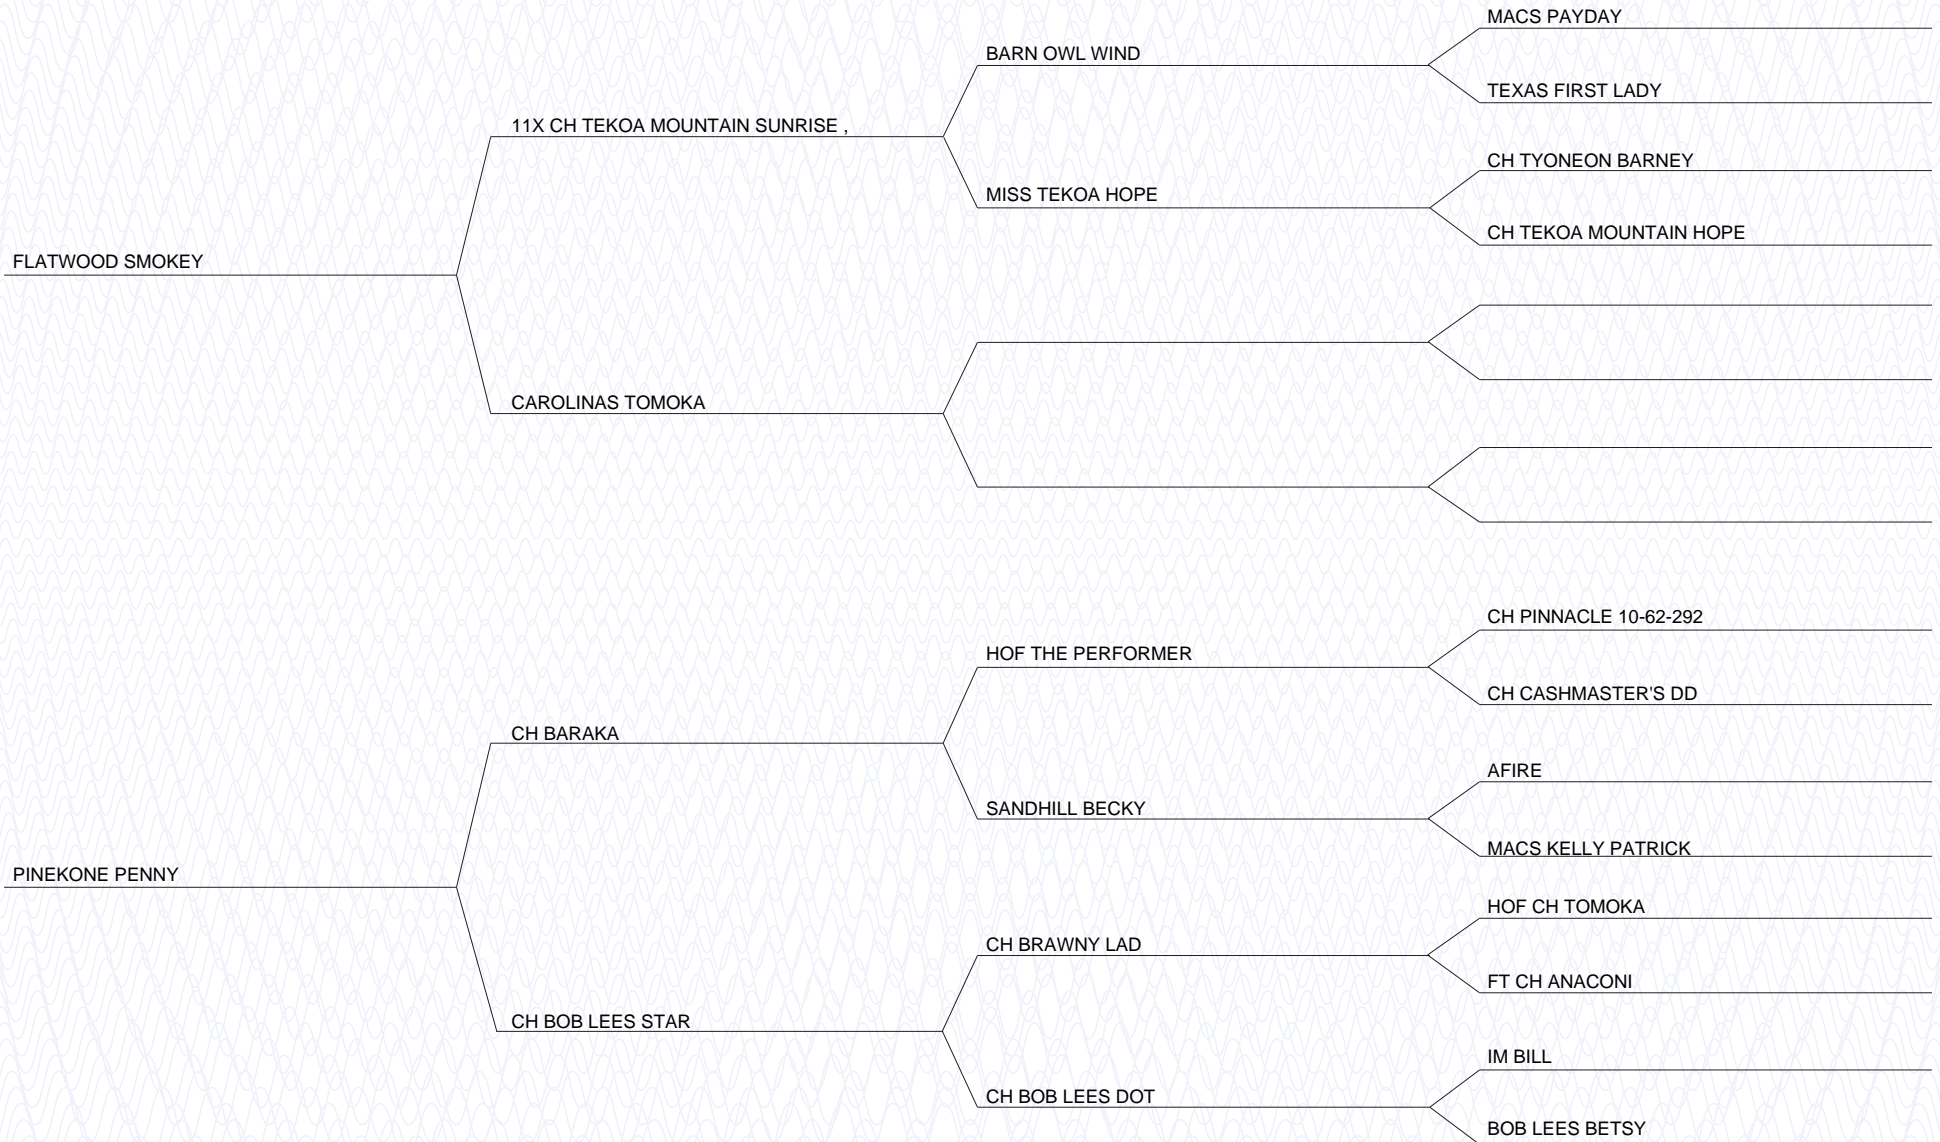 MACS PAYDAY
BARN OWL WIND
TEXAS FIRST LADY
11X CH TEKOA MOUNTAIN SUNRISE ,
CH TYONEON BARNEY
MISS TEKOA HOPE
CH TEKOA MOUNTAIN HOPE
FLATWOOD SMOKEY
CAROLINAS TOMOKA
CH PINNACLE 10-62-292
HOF THE PERFORMER
CH CASHMASTER'S DD
CH BARAKA
AFIRE
SANDHILL BECKY
MACS KELLY PATRICK
PINEKONE PENNY
HOF CH TOMOKA
CH BRAWNY LAD
FT CH ANACONI
CH BOB LEES STAR
IM BILL
CH BOB LEES DOT
BOB LEES BETSY